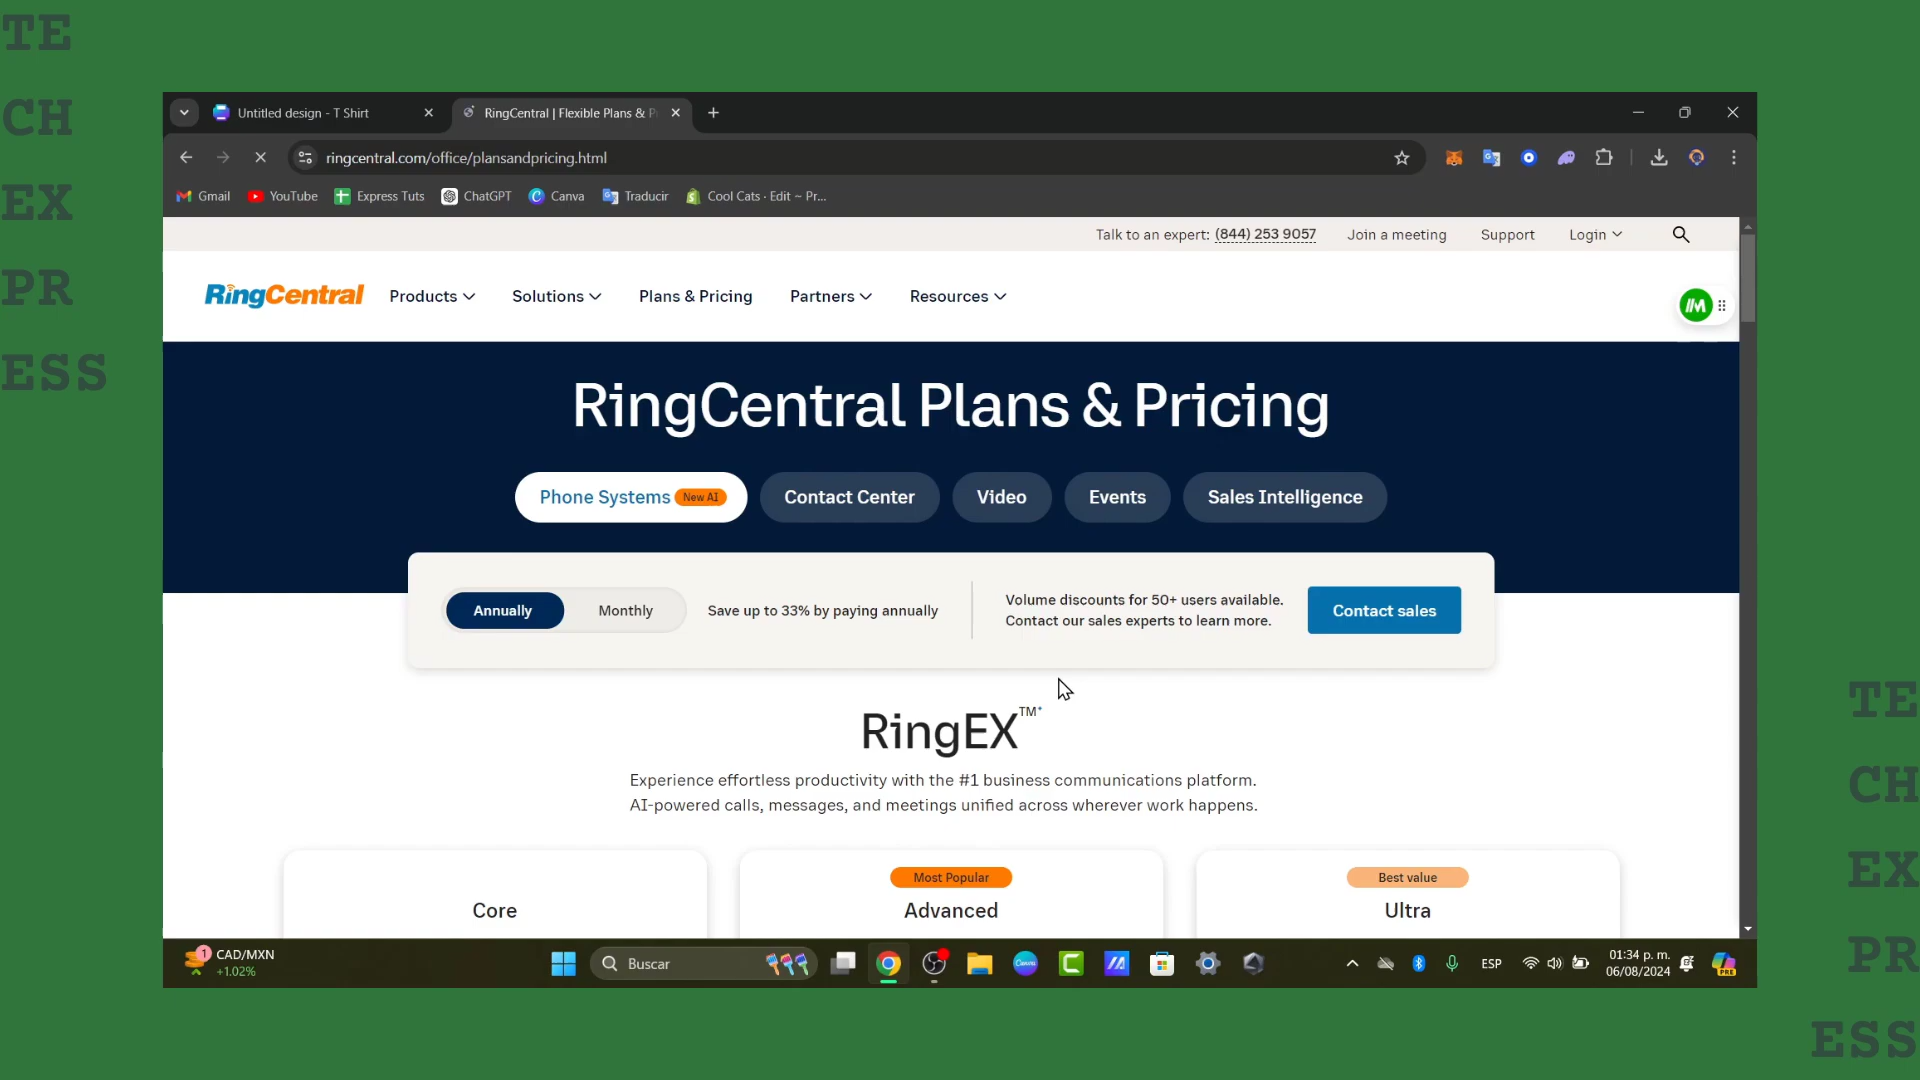 TE
CH
EX
PR
ESS
Untitled design - T Shirt
RingCentral | Flexible Plans & P
ringcentral.com/office/plansandpricing.html
Gmail
YouTube
Express Tuts
ChatGPT
Canva
Traducir
Cool Cats · Edit ~ Pr...
Talk to an expert: (844) 253 9057
Join a meeting
Support
Login
RingCentral
Products
Solutions
Plans & Pricing
Partners
Resources
RingCentral Plans & Pricing
Phone Systems New AI
Contact Center
Video
Events
Sales Intelligence
Annually
Monthly
Save up to 33% by paying annually
Volume discounts for 50+ users available.
Contact our sales experts to learn more.
Contact sales
RingEX™*
Experience effortless productivity with the #1 business communications platform.
AI-powered calls, messages, and meetings unified across wherever work happens.
Core
Most Popular
Advanced
Best value
Ultra
1
CAD/MXN
+1.02%
Buscar
Canva
ESP
01:34 p. m.
06/08/2024
PRE
TE
CH
EX
PR
ESS